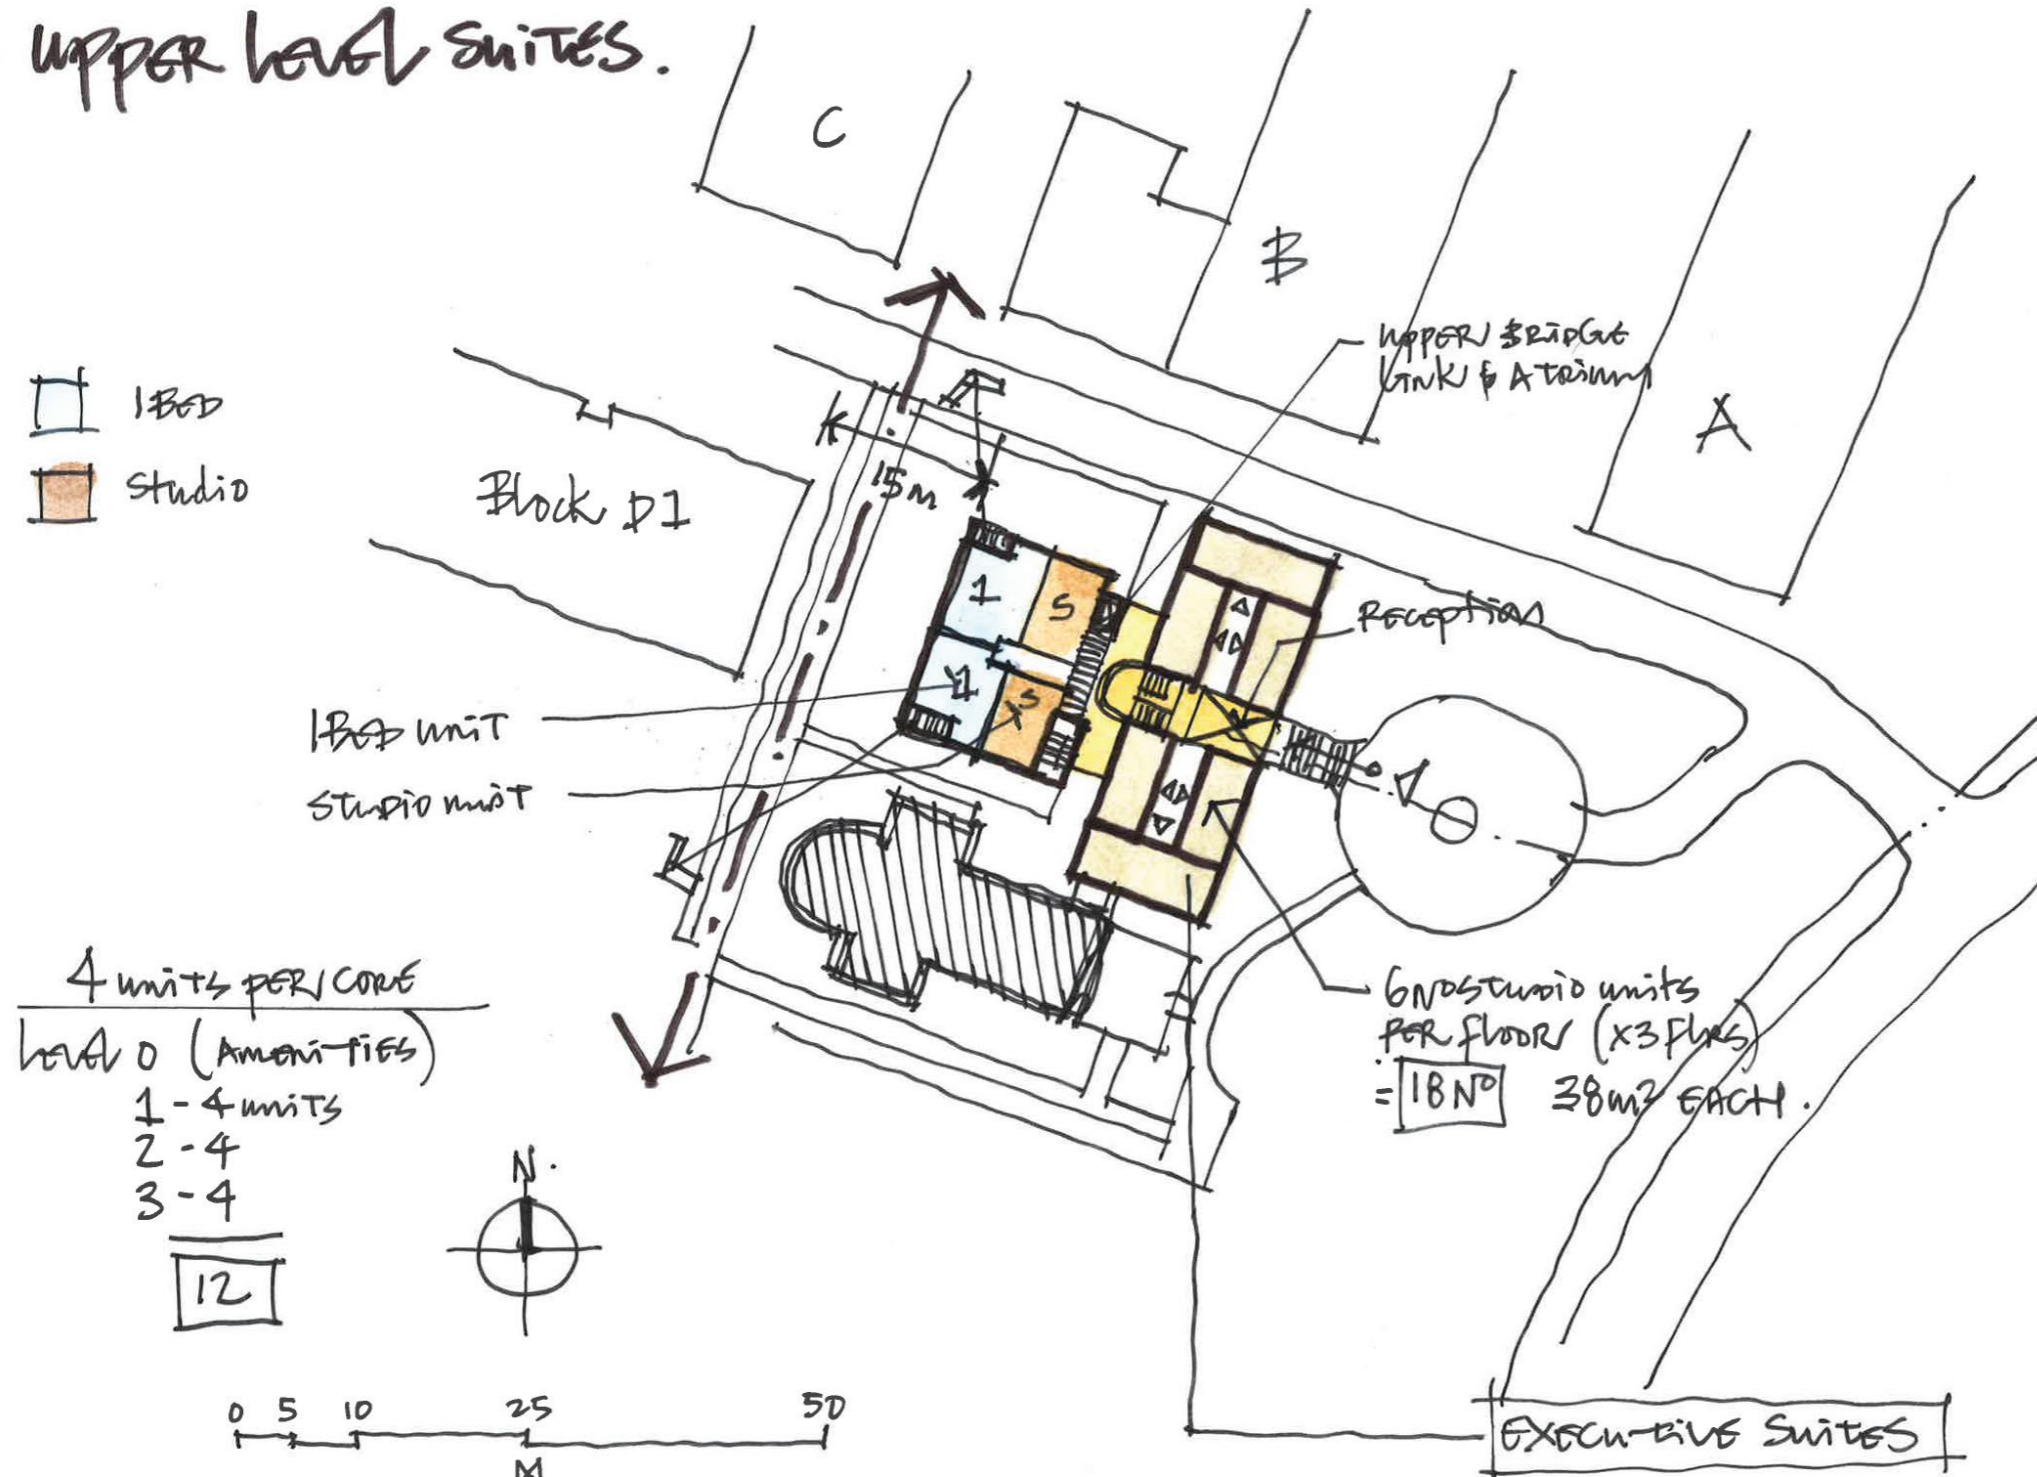 UPPER LEVEL SUITES.
C
B
A
UPPER BRIDGE
LINK & ATRIUM
1 BED
STUDIO
Block D1
15m
1
S
1
S
RECEPTION
1 BED UNIT
STUDIO UNIT
4 UNITS PER CORE
LEVEL 0 (AMENITIES)
1 - 4 UNITS
2 - 4
3 - 4
12
N.
6 NO STUDIO UNITS
PER FLOOR (X3 FLRS)
= 18 Nº 38m² EACH.
0 5 10 25 50
M
EXECUTIVE SUITES